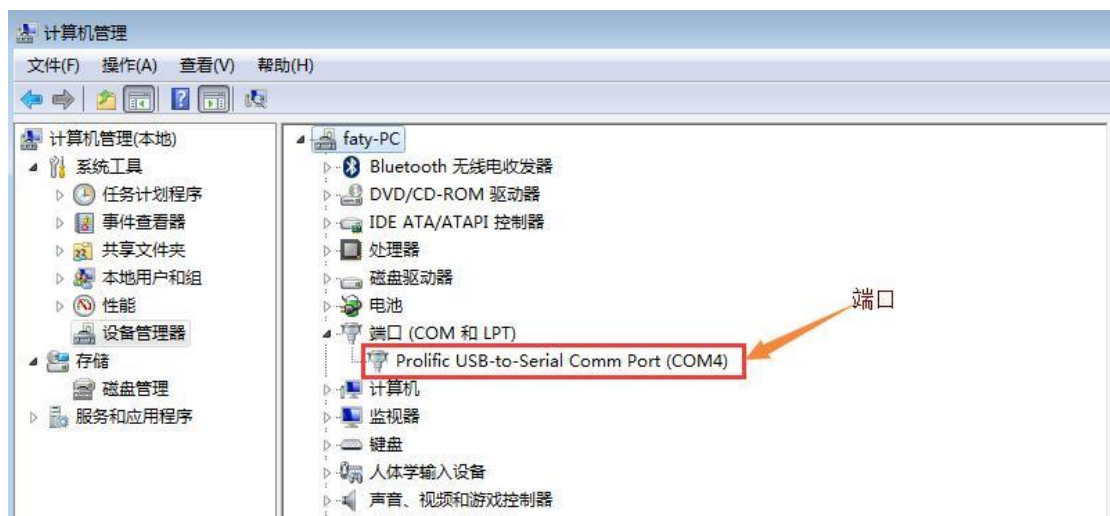 计算机管理
文件(F) 操作(A) 查看(V) 帮助(H)
计算机管理(本地)
系统工具
任务计划程序
事件查看器
共享文件夹
本地用户和组
性能
设备管理器
存储
磁盘管理
服务和应用程序
faty-PC
Bluetooth 无线电收发器
DVD/CD-ROM 驱动器
IDE ATA/ATAPI 控制器
处理器
磁盘驱动器
电池
端口 (COM 和 LPT)
Prolific USB-to-Serial Comm Port (COM4)
计算机
监视器
键盘
人体学输入设备
声音、视频和游戏控制器
端口